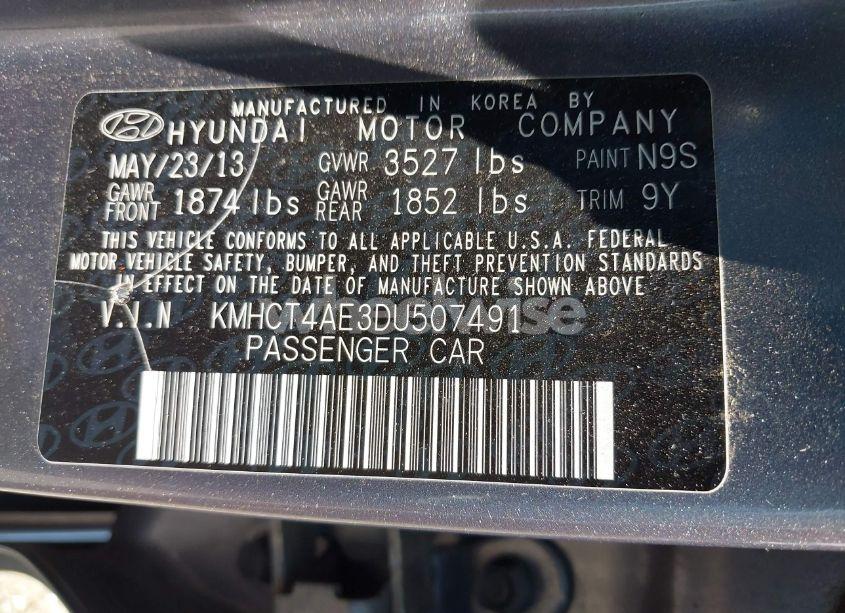 MANUFACTURED IN KOREA BY
HYUNDAI MOTOR COMPANY
MAY/23/13 GVWR 3527 lbs PAINT N9S
GAWR FRONT 1874 lbs GAWR REAR 1852 lbs TRIM 9Y
THIS VEHICLE CONFORMS TO ALL APPLICABLE U.S.A. FEDERAL
MOTOR VEHICLE SAFETY, BUMPER, AND THEFT PREVENTION STANDARDS
IN EFFECT ON THE DATE OF MANUFACTURE SHOWN ABOVE
V.I.N KMHCT4AE3DU507491
PASSENGER CAR